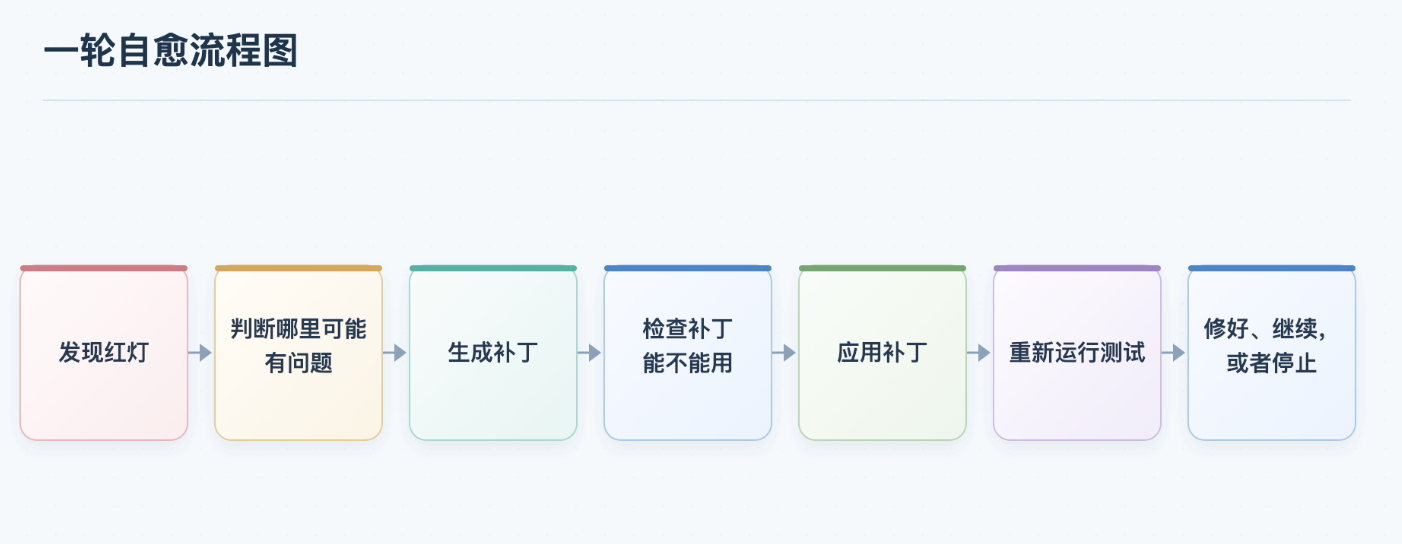 一轮自愈流程图
发现红灯
判断哪里可能
有问题
生成补丁
检查补丁
能不能用
应用补丁
重新运行测试
修好、继续，
或者停止